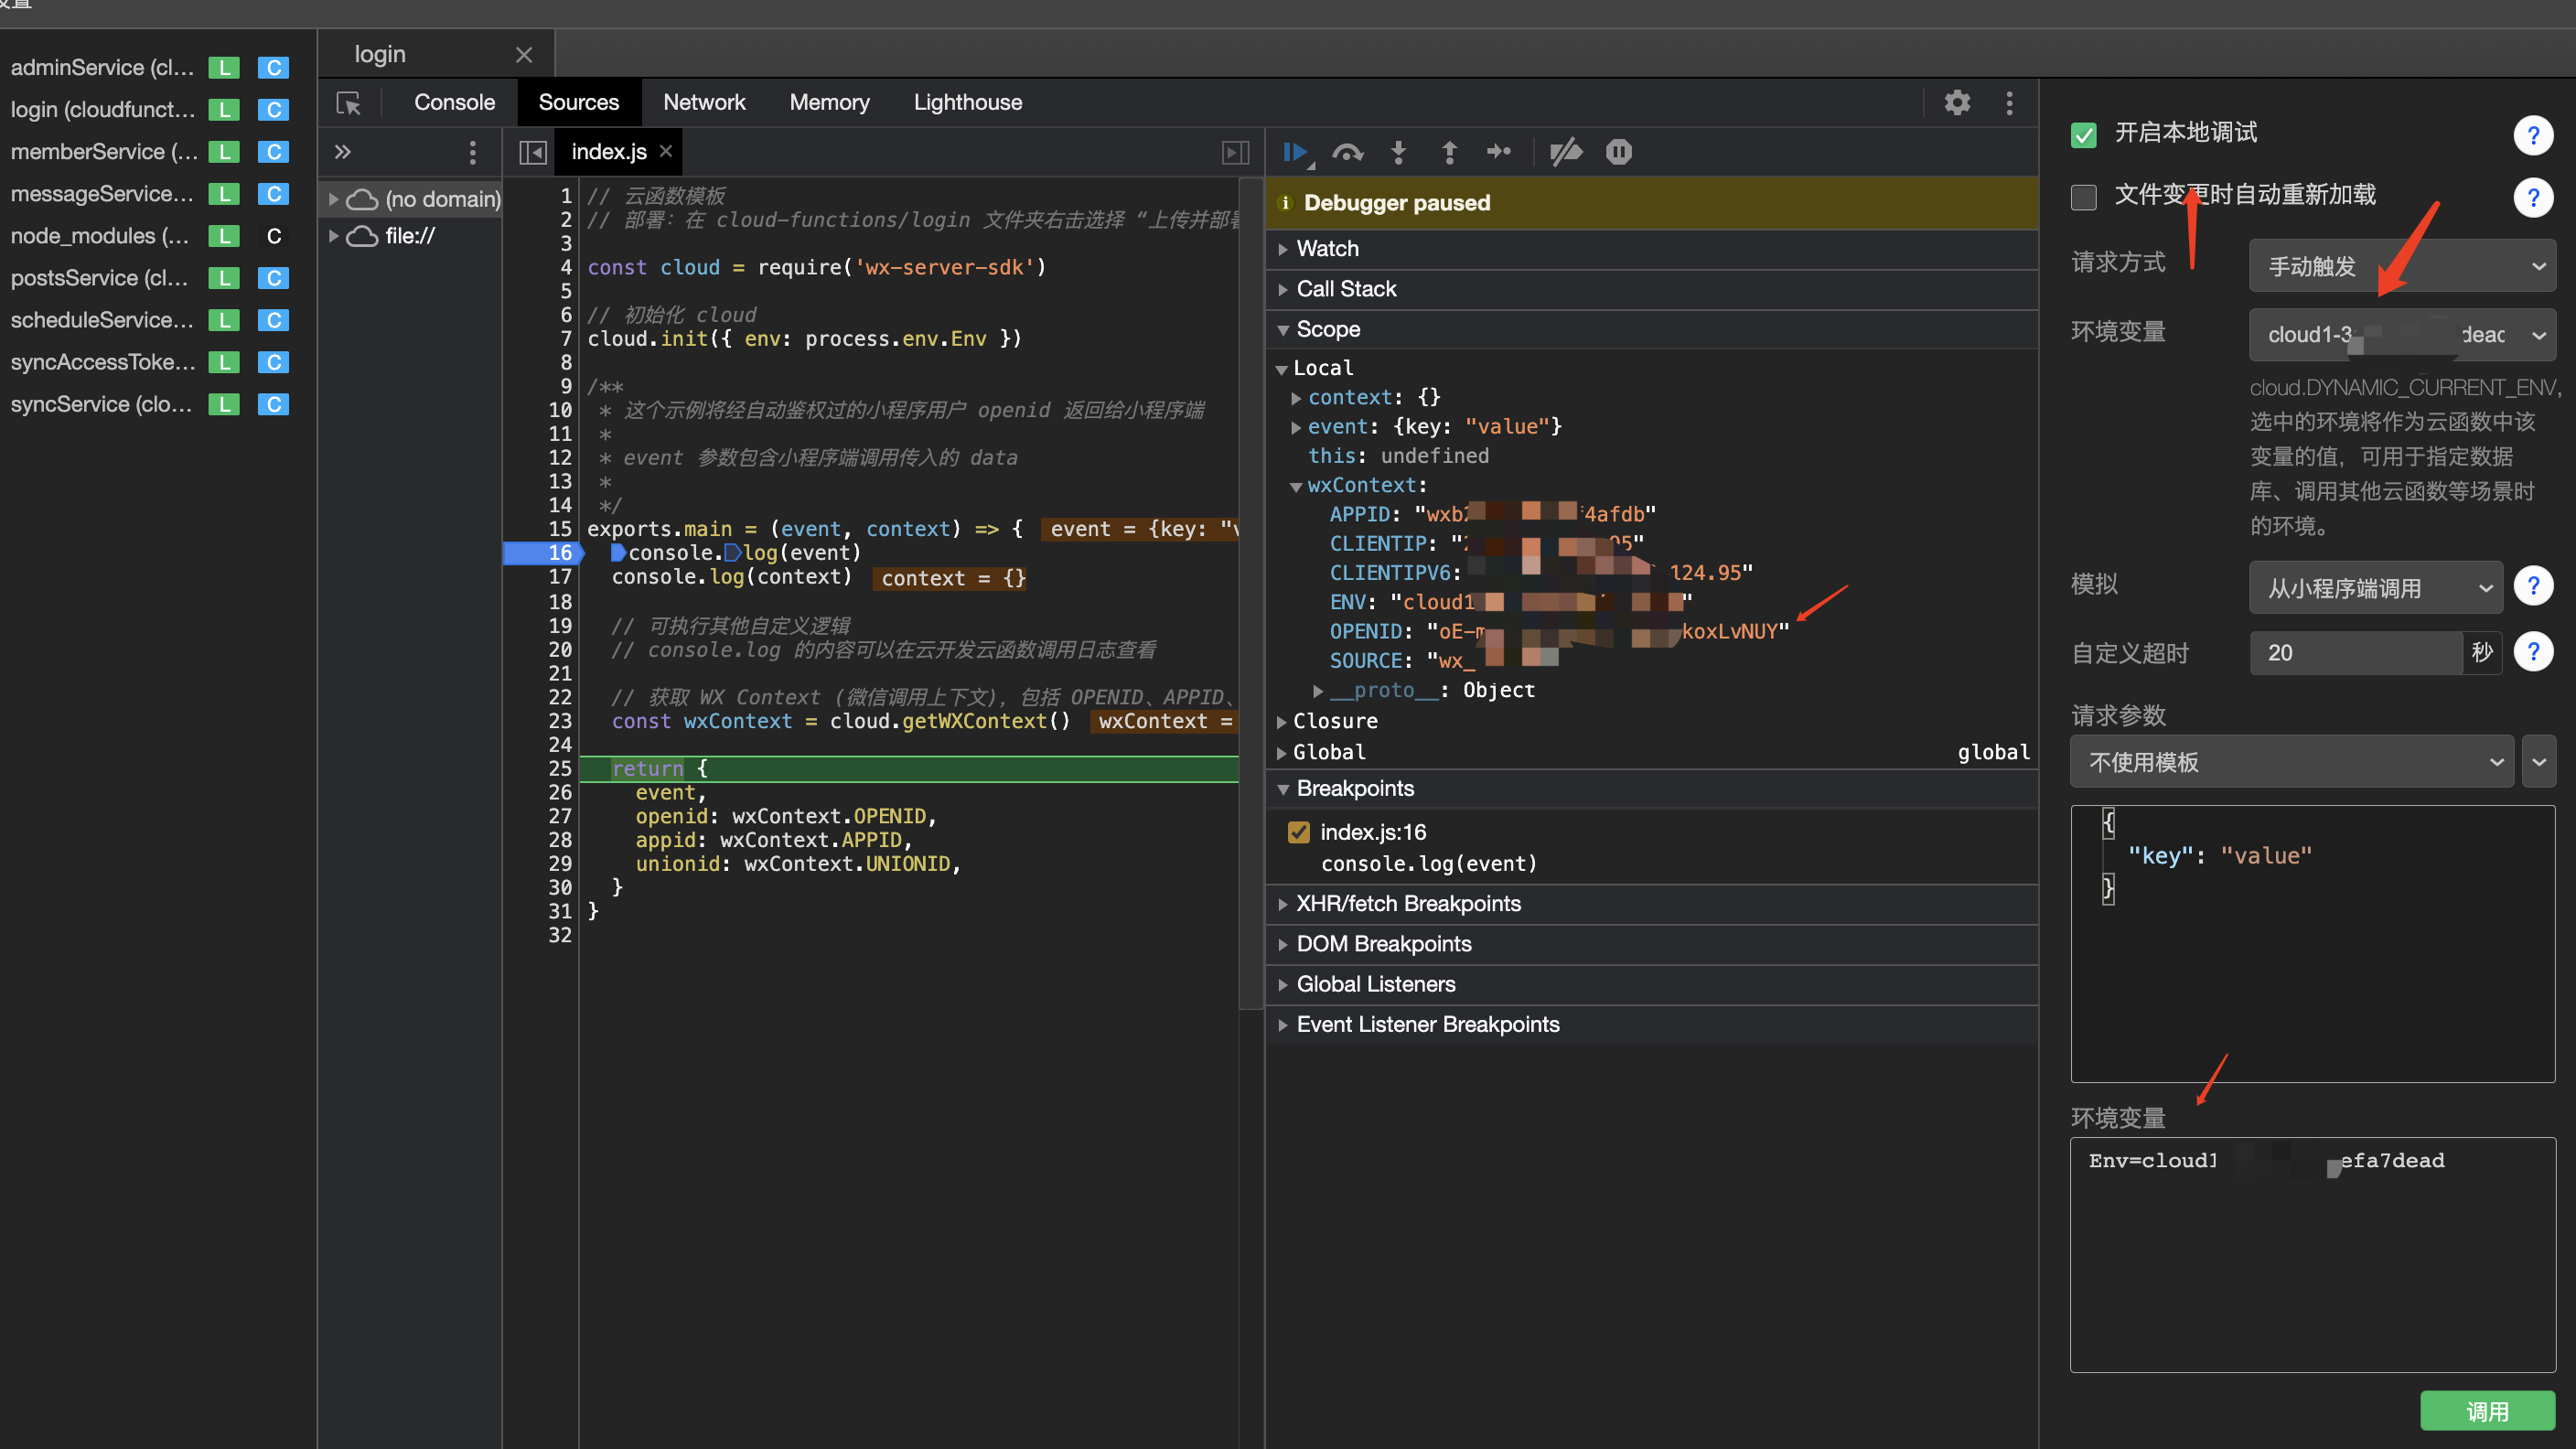 adminService (cl... L C
login (cloudfunct... L C
memberService (... L C
messageService... L C
node_modules (... L C
postsService (cl... L C
scheduleService... L C
syncAccessToke... L C
syncService (clo... L C
login
Console Sources Network Memory Lighthouse
index.js
(no domain)
file://
1 // 云函数模板
2 // 部署：在 cloud-functions/login 文件夹右击选择 “上传并部署
3
4 const cloud = require('wx-server-sdk')
5
6 // 初始化 cloud
7 cloud.init({ env: process.env.Env })
8
9 /**
10 * 这个示例将经自动鉴权过的小程序用户 openid 返回给小程序端
11 *
12 * event 参数包含小程序端调用传入的 data
13 *
14 */
15 exports.main = (event, context) => { event = {key: "v
16 console.log(event)
17 console.log(context) context = {}
18
19 // 可执行其他自定义逻辑
20 // console.log 的内容可以在云开发云函数调用日志查看
21
22 // 获取 WX Context (微信调用上下文)，包括 OPENID、APPID、
23 const wxContext = cloud.getWXContext() wxContext =
24
25 return {
26 event,
27 openid: wxContext.OPENID,
28 appid: wxContext.APPID,
29 unionid: wxContext.UNIONID,
30 }
31 }
32
Debugger paused
Watch
Call Stack
Scope
Local
context: {}
event: {key: "value"}
this: undefined
wxContext:
APPID: "wxb 4afdb"
CLIENTIP: " 95"
CLIENTIPV6: 124.95"
ENV: "cloud1 "
OPENID: "oE-m koxLvNUY"
SOURCE: "wx_
__proto__: Object
Closure
Global global
Breakpoints
index.js:16
console.log(event)
XHR/fetch Breakpoints
DOM Breakpoints
Global Listeners
Event Listener Breakpoints
开启本地调试 ?
文件变更时自动重新加载 ?
请求方式 手动触发
环境变量 cloud1-3 deac
cloud.DYNAMIC_CURRENT_ENV,
选中的环境将作为云函数中该
变量的值，可用于指定数据
库、调用其他云函数等场景时
的环境。
模拟 从小程序端调用 ?
自定义超时 20 秒 ?
请求参数
不使用模板
{
"key": "value"
}
环境变量
Env=cloud1 efa7dead
调用